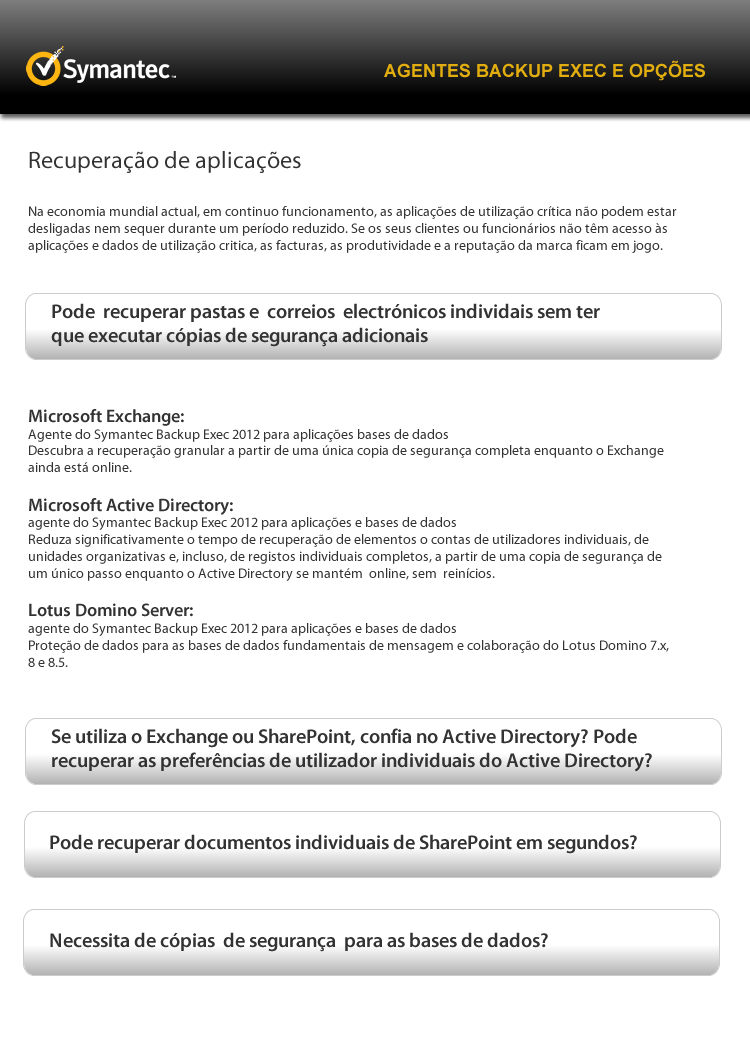 Symantec™
AGENTES BACKUP EXEC E OPÇÕES
Recuperação de aplicações
Na economia mundial actual, em continuo funcionamento, as aplicações de utilização crítica não podem estar
desligadas nem sequer durante um período reduzido. Se os seus clientes ou funcionários não têm acesso às
aplicações e dados de utilização critica, as facturas, as produtividade e a reputação da marca ficam em jogo.
Pode recuperar pastas e correios electrónicos individais sem ter
que executar cópias de segurança adicionais
Microsoft Exchange:
Agente do Symantec Backup Exec 2012 para aplicações bases de dados
Descubra a recuperação granular a partir de uma única copia de segurança completa enquanto o Exchange
ainda está online.
Microsoft Active Directory:
agente do Symantec Backup Exec 2012 para aplicações e bases de dados
Reduza significativamente o tempo de recuperação de elementos o contas de utilizadores individuais, de
unidades organizativas e, incluso, de registos individuais completos, a partir de uma copia de segurança de
um único passo enquanto o Active Directory se mantém online, sem reinícios.
Lotus Domino Server:
agente do Symantec Backup Exec 2012 para aplicações e bases de dados
Proteção de dados para as bases de dados fundamentais de mensagem e colaboração do Lotus Domino 7.x,
8 e 8.5.
Se utiliza o Exchange ou SharePoint, confia no Active Directory? Pode
recuperar as preferências de utilizador individuais do Active Directory?
Pode recuperar documentos individuais de SharePoint em segundos?
Necessita de cópias de segurança para as bases de dados?